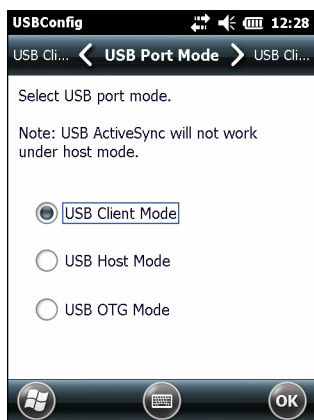 USBConfig 12:28
USB Cli... USB Port Mode USB Cli...
Select USB port mode.
Note: USB ActiveSync will not work
under host mode.
USB Client Mode
USB Host Mode
USB OTG Mode
OK